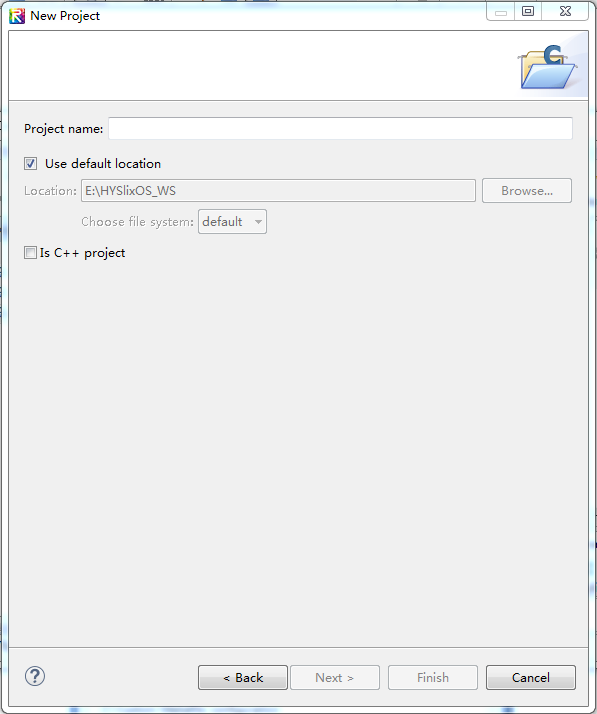 New Project
Project name:
Use default location
Location: E:\HYSlixOS_WS Browse...
Choose file system: default
Is C++ project
? < Back Next > Finish Cancel